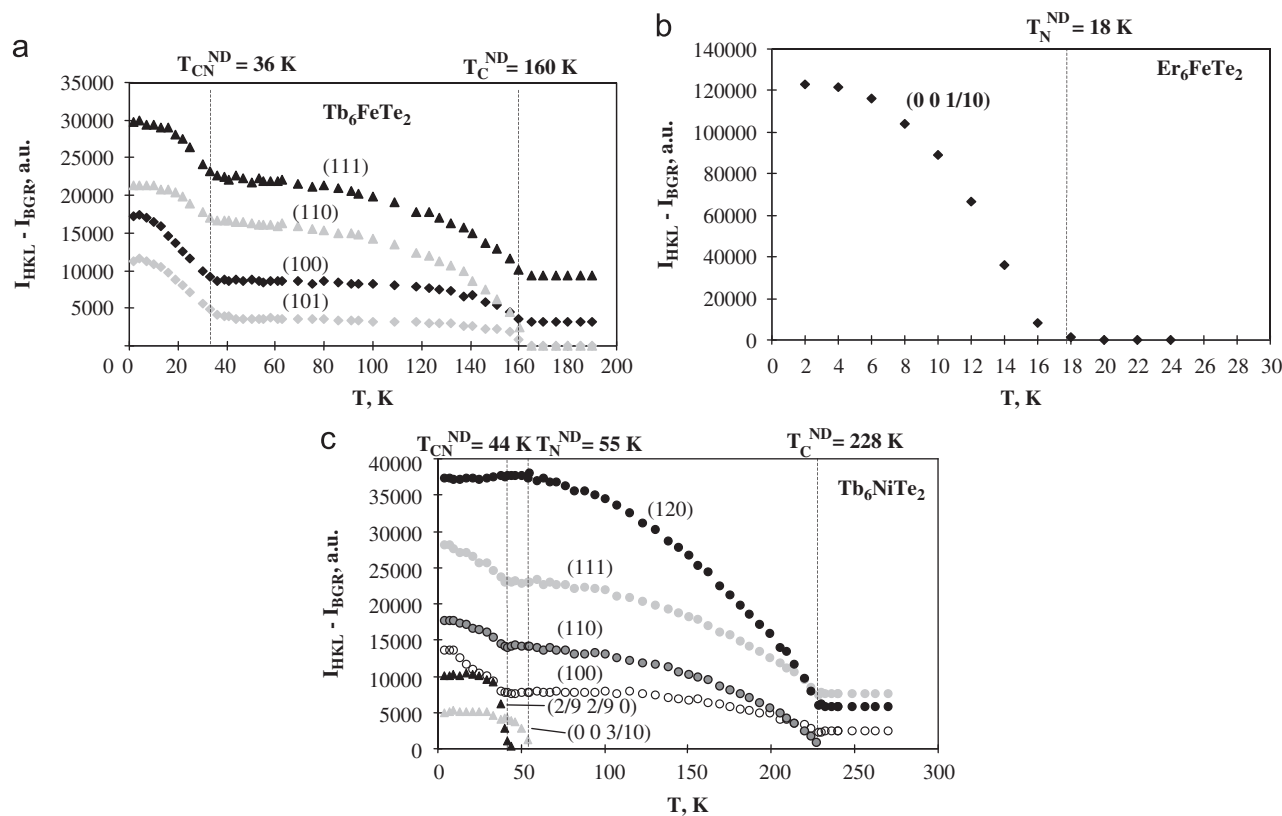 a
T_CN^ND = 36 K T_C^ND = 160 K
Tb₆FeTe₂
35000
30000
25000
20000
15000
10000
5000
0
(111)
(110)
(100)
(101)
I_HKL - I_BGR, a.u.
0 20 40 60 80 100 120 140 160 180 200
T, K
b
T_N^ND = 18 K
Er₆FeTe₂
140000
120000
100000
80000
60000
40000
20000
0
(0 0 1/10)
I_HKL - I_BGR, a.u.
0 2 4 6 8 10 12 14 16 18 20 22 24 26 28 30
T, K
c
T_CN^ND = 44 K T_N^ND = 55 K T_C^ND = 228 K
Tb₆NiTe₂
40000
35000
30000
25000
20000
15000
10000
5000
0
(120)
(111)
(110)
(100)
(2/9 2/9 0)
(0 0 3/10)
I_HKL - I_BGR, a.u.
0 50 100 150 200 250 300
T, K